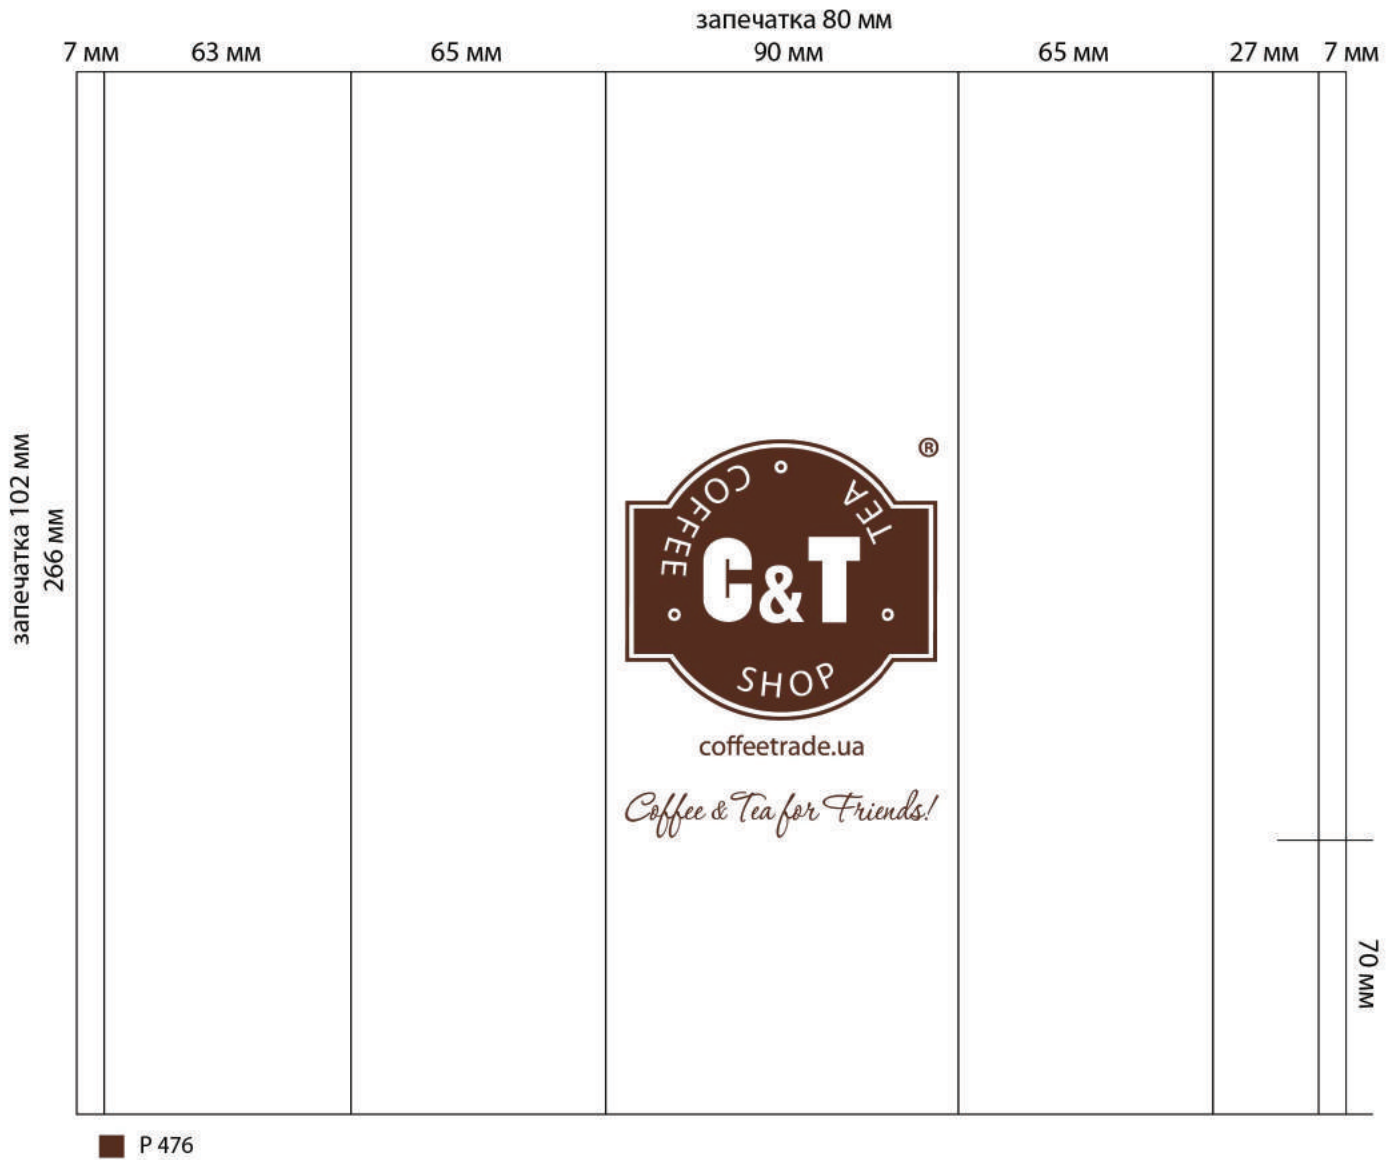 запечатка 80 мм
7 мм 63 мм 65 мм 90 мм 65 мм 27 мм 7 мм
запечатка 102 мм
266 мм
®
COFFEE TEA
C&T
SHOP
coffeetrade.ua
Coffee & Tea for Friends!
70 мм
P 476